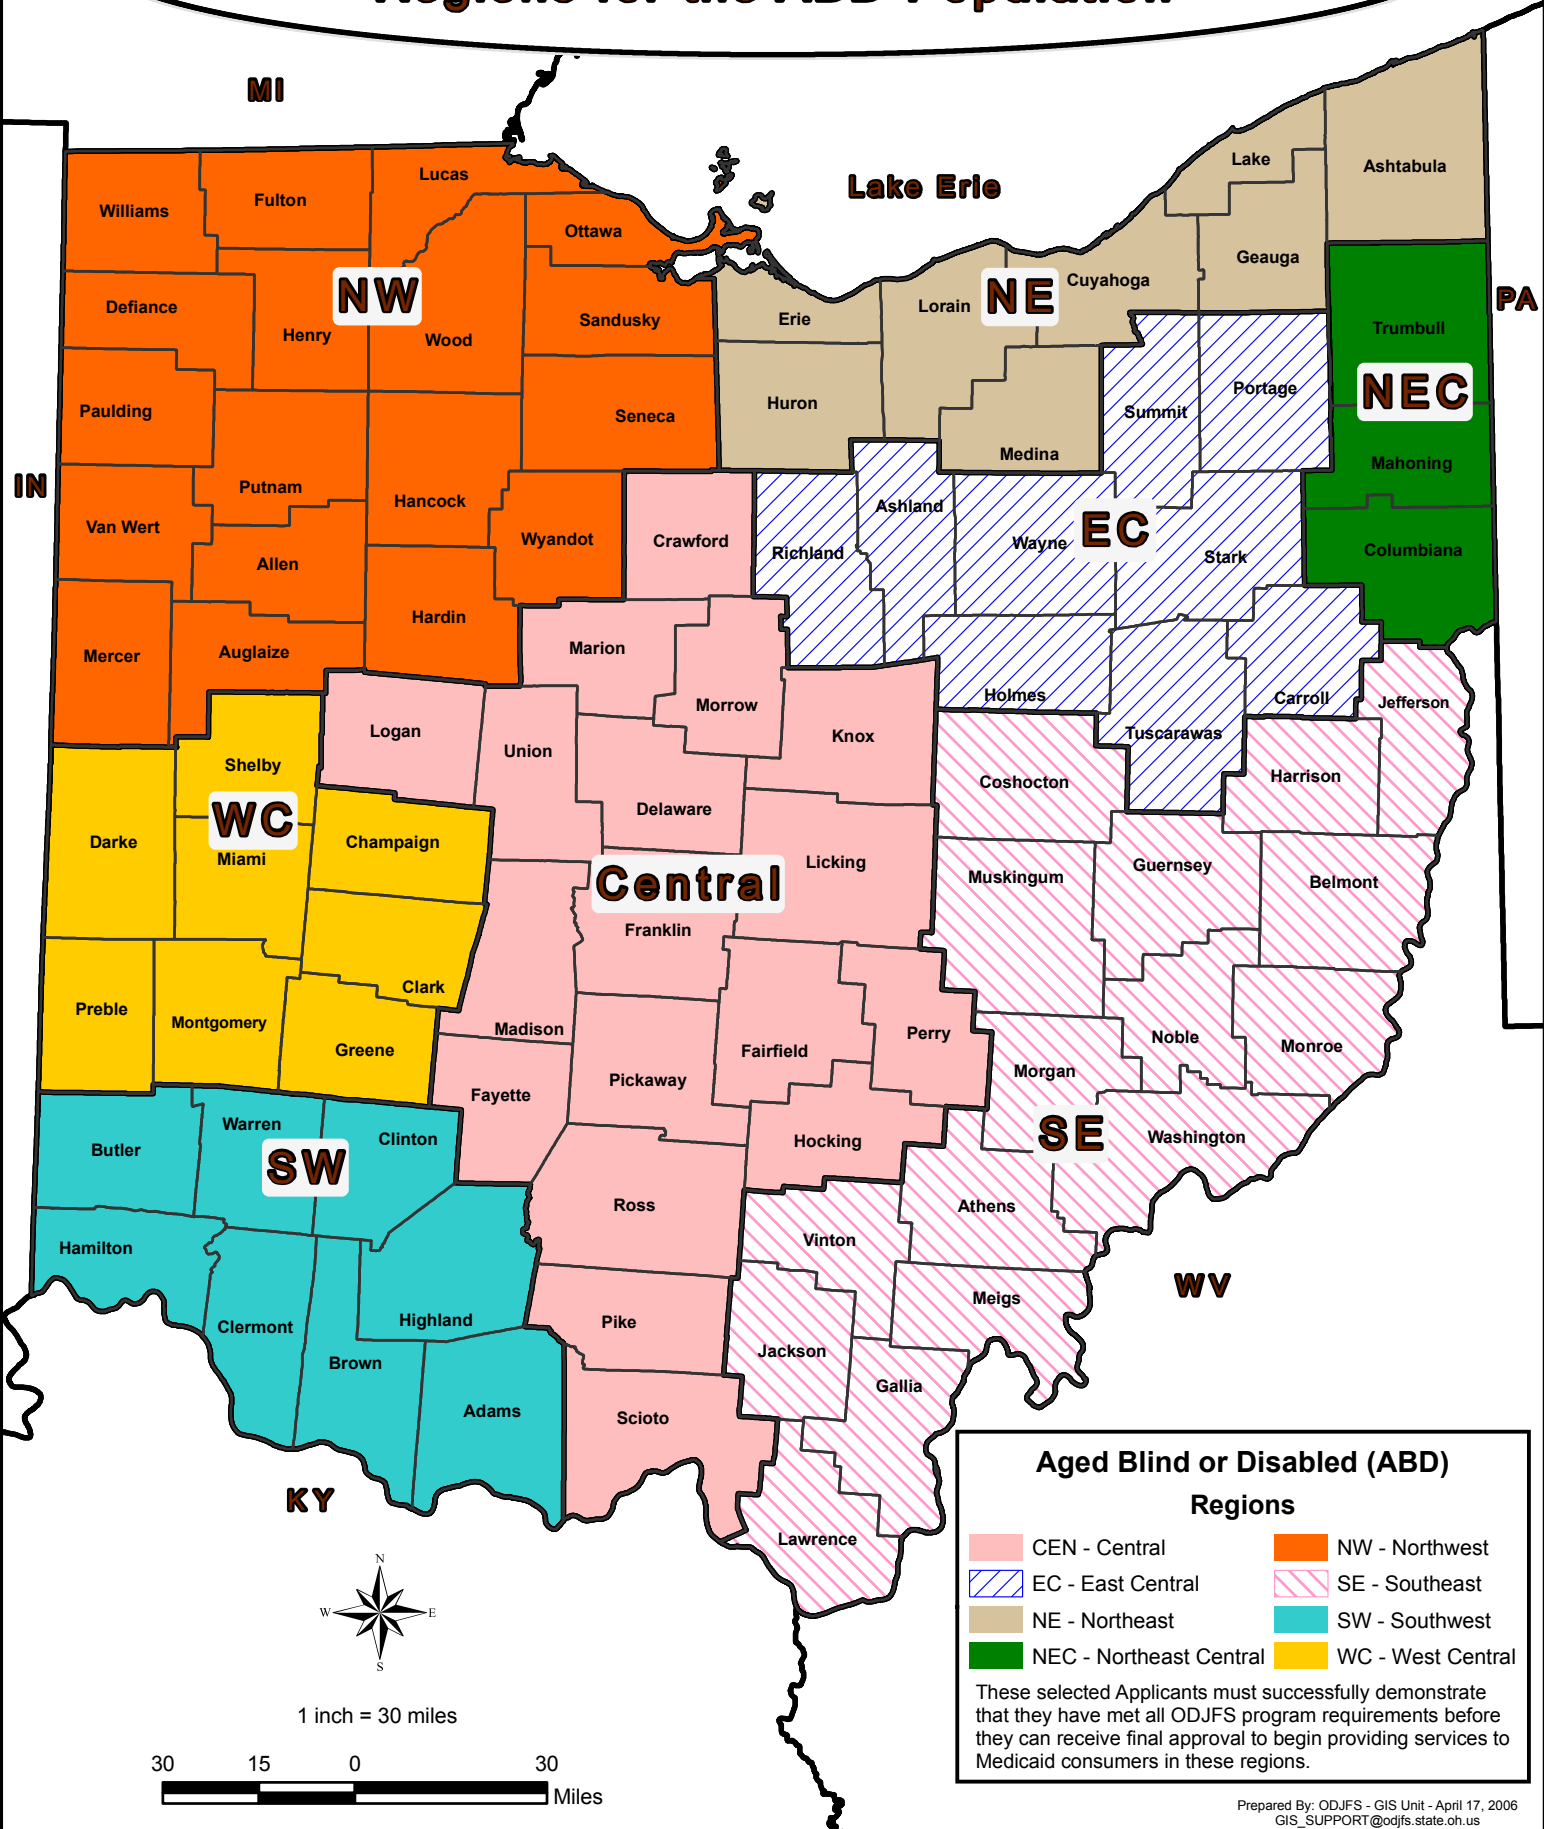 Regions for the ABD Population
MI
Lake Erie
PA
IN
WV
KY
NW
NE
NEC
EC
WC
Central
SW
SE
Williams
Fulton
Lucas
Ottawa
Defiance
Henry
Wood
Sandusky
Paulding
Seneca
Putnam
Hancock
Van Wert
Allen
Wyandot
Hardin
Mercer
Auglaize
Lake
Ashtabula
Geauga
Cuyahoga
Lorain
Erie
Huron
Medina
Trumbull
Mahoning
Columbiana
Summit
Portage
Ashland
Richland
Wayne
Stark
Holmes
Tuscarawas
Carroll
Crawford
Marion
Morrow
Logan
Union
Knox
Delaware
Licking
Franklin
Madison
Fairfield
Perry
Pickaway
Fayette
Hocking
Ross
Pike
Scioto
Shelby
Darke
Miami
Champaign
Clark
Preble
Montgomery
Greene
Butler
Warren
Clinton
Hamilton
Clermont
Highland
Brown
Adams
Jefferson
Coshocton
Harrison
Muskingum
Guernsey
Belmont
Noble
Monroe
Morgan
Washington
Athens
Vinton
Meigs
Jackson
Gallia
Lawrence
Aged Blind or Disabled (ABD)
Regions
CEN - Central
NW - Northwest
EC - East Central
SE - Southeast
NE - Northeast
SW - Southwest
NEC - Northeast Central
WC - West Central
These selected Applicants must successfully demonstrate
that they have met all ODJFS program requirements before
they can receive final approval to begin providing services to
Medicaid consumers in these regions.
N
W
E
S
1 inch = 30 miles
30 15 0 30
Miles
Prepared By: ODJFS - GIS Unit - April 17, 2006
GIS_SUPPORT@odjfs.state.oh.us